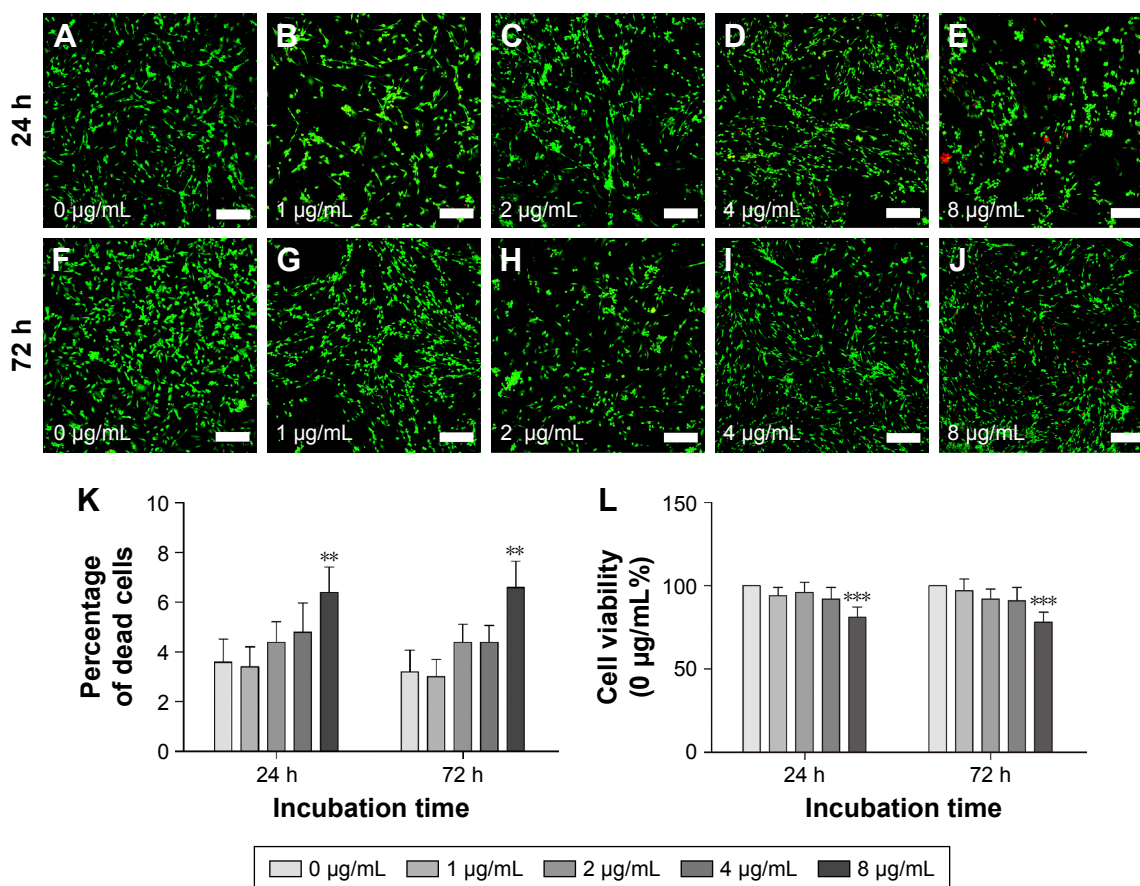 A B C D E
24 h
0 µg/mL 1 µg/mL 2 µg/mL 4 µg/mL 8 µg/mL
F G H I J
72 h
0 µg/mL 1 µg/mL 2 µg/mL 4 µg/mL 8 µg/mL
K
Percentage
of dead cells
10
8
6
4
2
0
** **
24 h 72 h
Incubation time
L
Cell viability
(0 µg/mL%)
150
100
50
0
*** ***
24 h 72 h
Incubation time
0 µg/mL 1 µg/mL 2 µg/mL 4 µg/mL 8 µg/mL